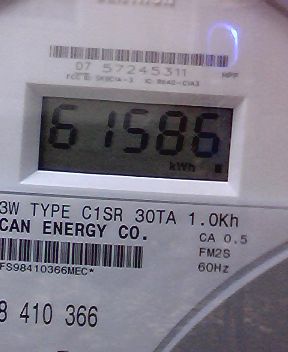 07 57245311
61586
kWh
3W TYPE C1SR 30TA 1.0Kh
CAN ENERGY CO.
CA 0.5
FM2S
60Hz
FS98410366MEC*
8 410 366